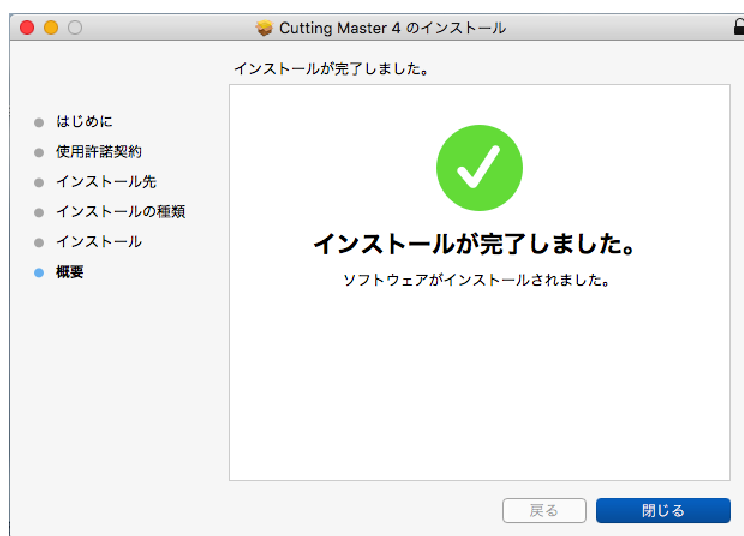 Cutting Master 4 のインストール
インストールが完了しました。
はじめに
使用許諾契約
インストール先
インストールの種類
インストール
概要
インストールが完了しました。
ソフトウェアがインストールされました。
戻る
閉じる